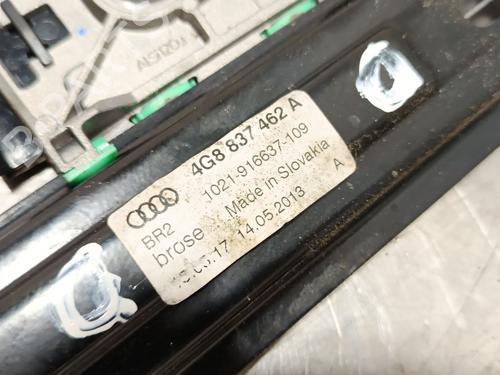 4G8 837 462 A
1021-916637-109
BR2 Made in Slovakia A
brose 14.05.2013